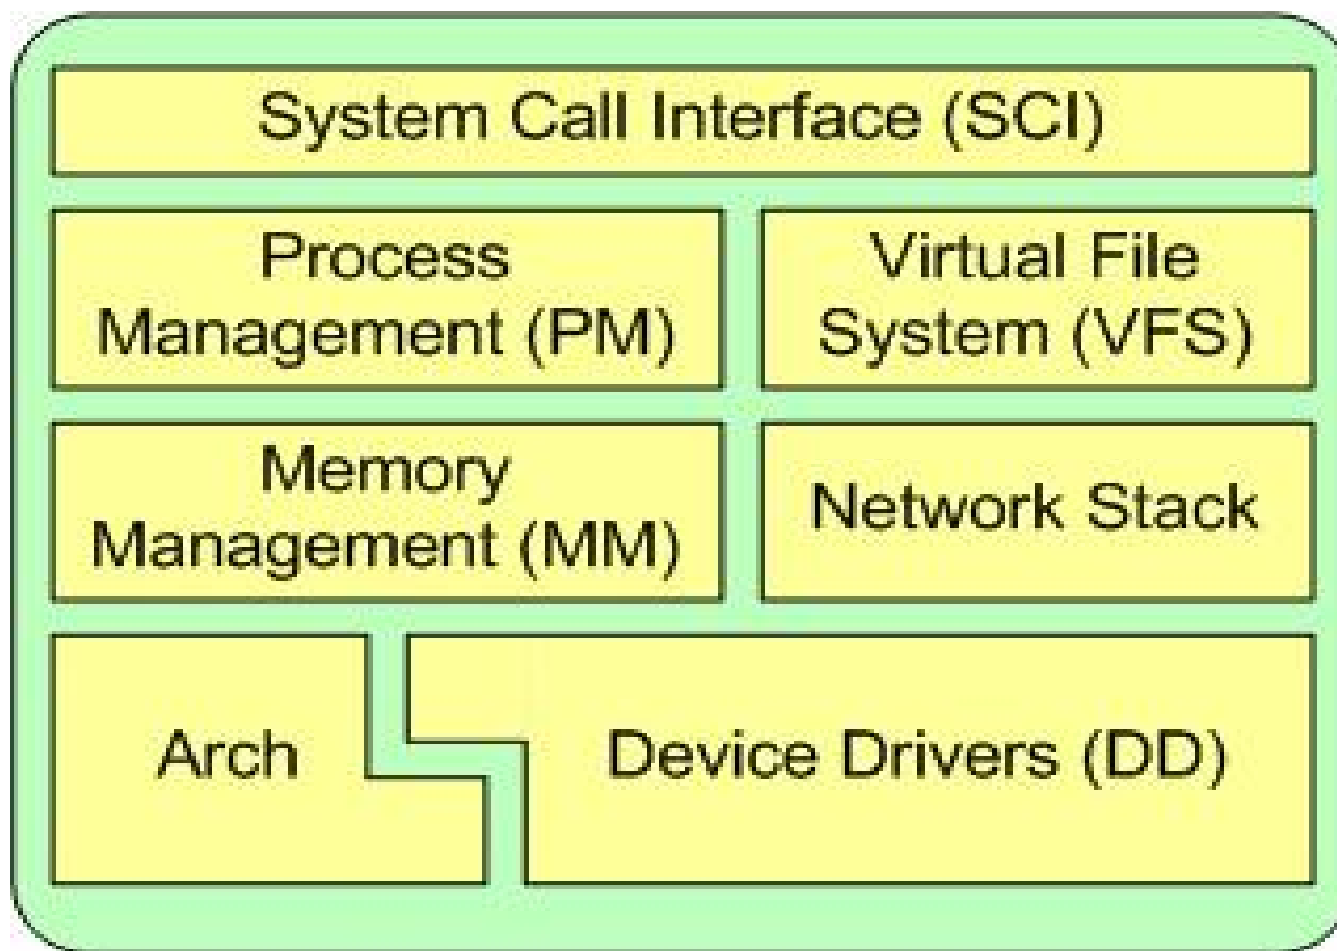 System Call Interface (SCI)
Process
Management (PM)
Virtual File
System (VFS)
Memory
Management (MM)
Network Stack
Arch
Device Drivers (DD)